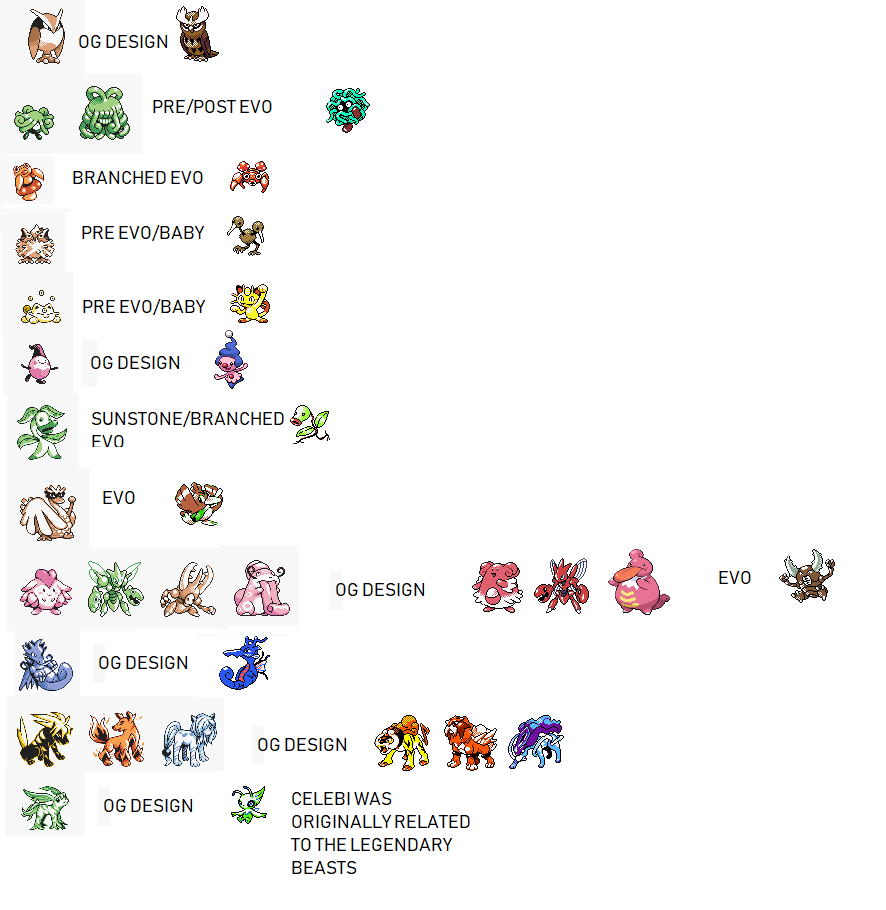 OG DESIGN
PRE/POST EVO
BRANCHED EVO
PRE EVO/BABY
PRE EVO/BABY
OG DESIGN
SUNSTONE/BRANCHED
EVO
EVO
OG DESIGN
EVO
OG DESIGN
OG DESIGN
OG DESIGN
CELEBI WAS
ORIGINALLY RELATED
TO THE LEGENDARY
BEASTS